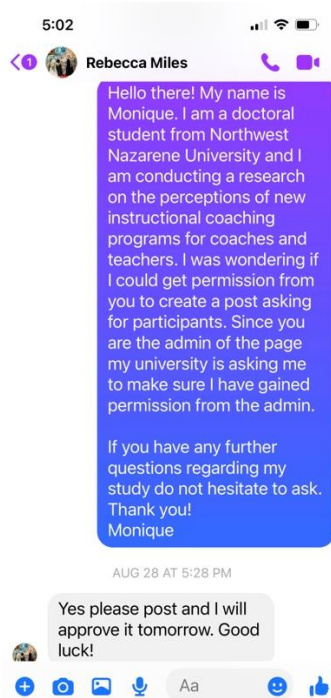 5:02
1
Rebecca Miles
Hello there! My name is
Monique. I am a doctoral
student from Northwest
Nazarene University and I
am conducting a research
on the perceptions of new
instructional coaching
programs for coaches and
teachers. I was wondering if
I could get permission from
you to create a post asking
for participants. Since you
are the admin of the page
my university is asking me
to make sure I have gained
permission from the admin.
If you have any further
questions regarding my
study do not hesitate to ask.
Thank you!
Monique
AUG 28 AT 5:28 PM
Yes please post and I will
approve it tomorrow. Good
luck!
Aa